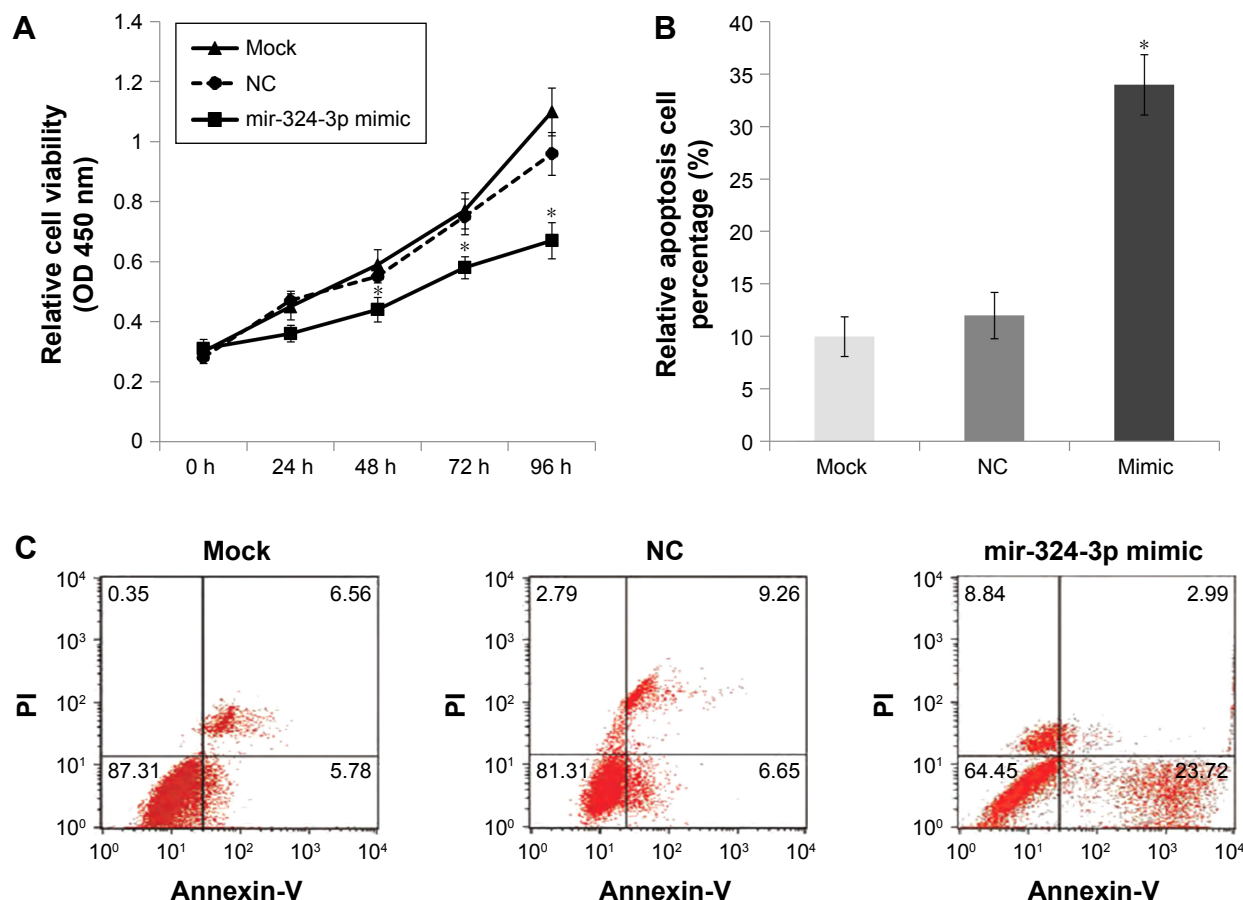 A
Relative cell viability
(OD 450 nm)
1.4
1.2
1
0.8
0.6
0.4
0.2
0
Mock
NC
mir-324-3p mimic
*
*
*
0 h 24 h 48 h 72 h 96 h
B
Relative apoptosis cell
percentage (%)
40
35
30
25
20
15
10
5
0
*
Mock NC Mimic
C
Mock
PI
10⁴
10³
10²
10¹
10⁰
0.35 6.56
87.31 5.78
10⁰ 10¹ 10² 10³ 10⁴
Annexin-V
NC
PI
10⁴
10³
10²
10¹
10⁰
2.79 9.26
81.31 6.65
10⁰ 10¹ 10² 10³ 10⁴
Annexin-V
mir-324-3p mimic
PI
10⁴
10³
10²
10¹
10⁰
8.84 2.99
64.45 23.72
10⁰ 10¹ 10² 10³ 10⁴
Annexin-V